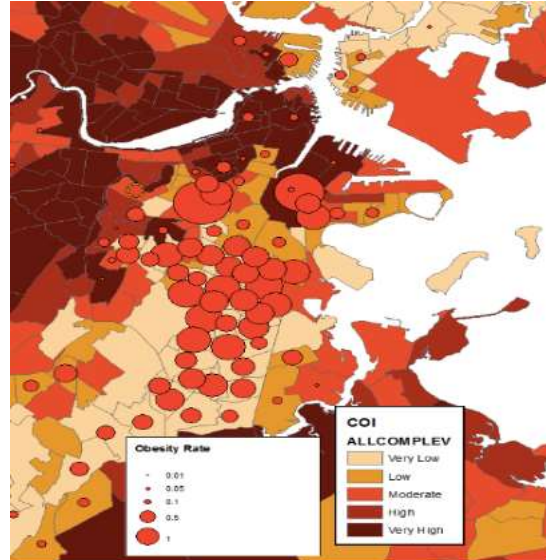 Obesity Rate
0.01
0.05
0.1
0.5
1
COI
ALLCOMPLEV
Very Low
Low
Moderate
High
Very High